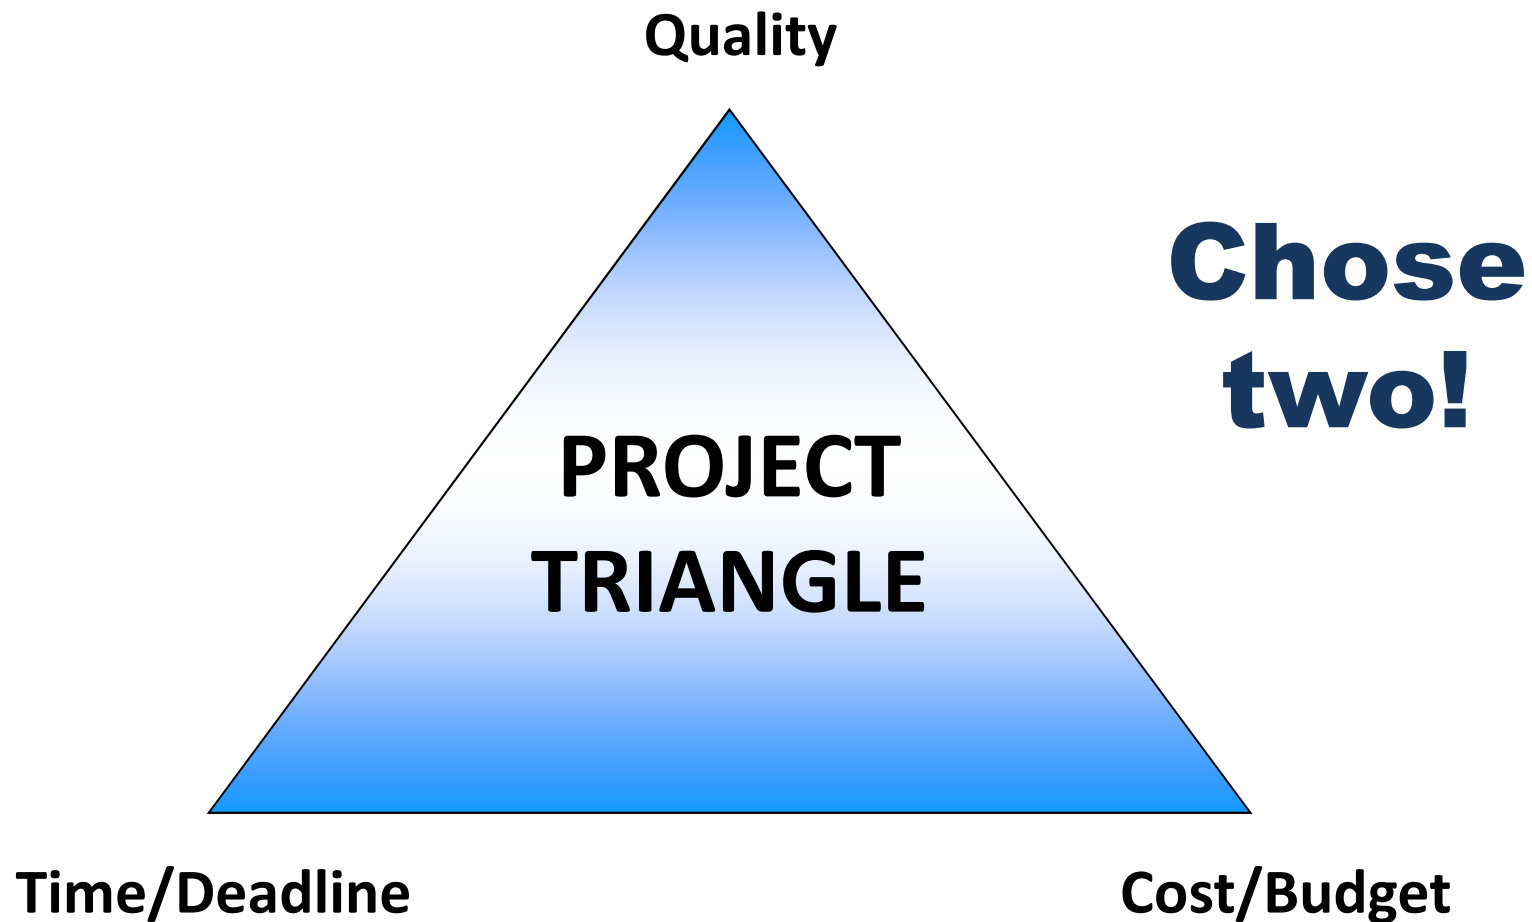 Quality
Chose
two!
PROJECT
TRIANGLE
Time/Deadline
Cost/Budget